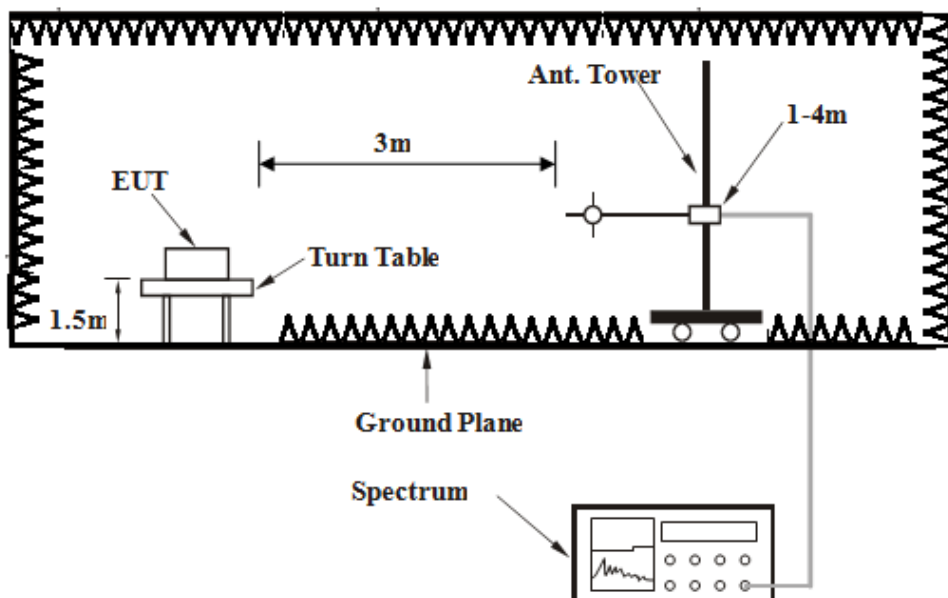 Ant. Tower
1-4m
3m
EUT
Turn Table
1.5m
Ground Plane
Spectrum